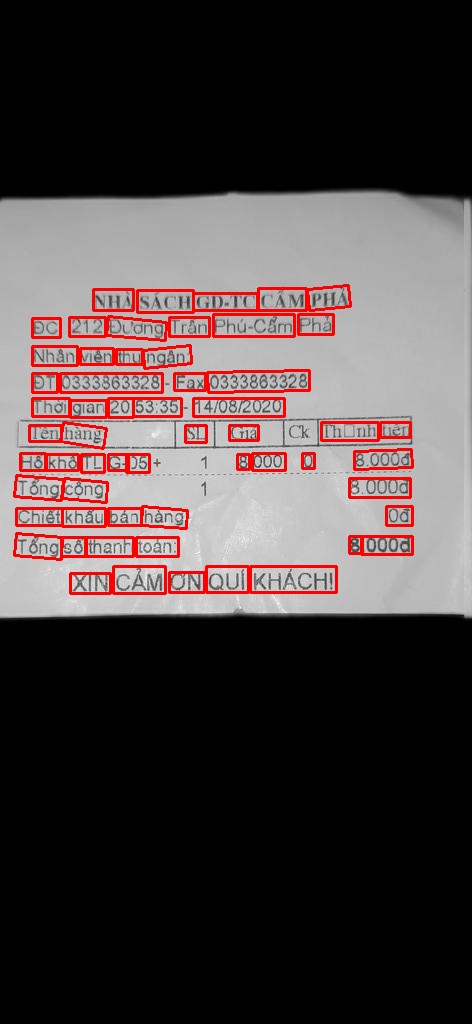 NHÀ SÁCH GD-TC CẨM PHẢ
ĐC 212 Đường Trần Phú-Cẩm Phả
Nhân viên thu ngân
ĐT 0333863328 - Fax 0333863328
Thời gian 20 53:35 - 14/08/2020
Tên hàng SL Giá Ck Th□nh tiền
Hồ khô TL G-05 + 1 8.000 0 8.000đ
Tổng cộng 1 8.000đ
Chiết khấu bán hàng 0đ
Tổng số thanh toán: 8.000đ
XIN CẢM ƠN QUÍ KHÁCH!